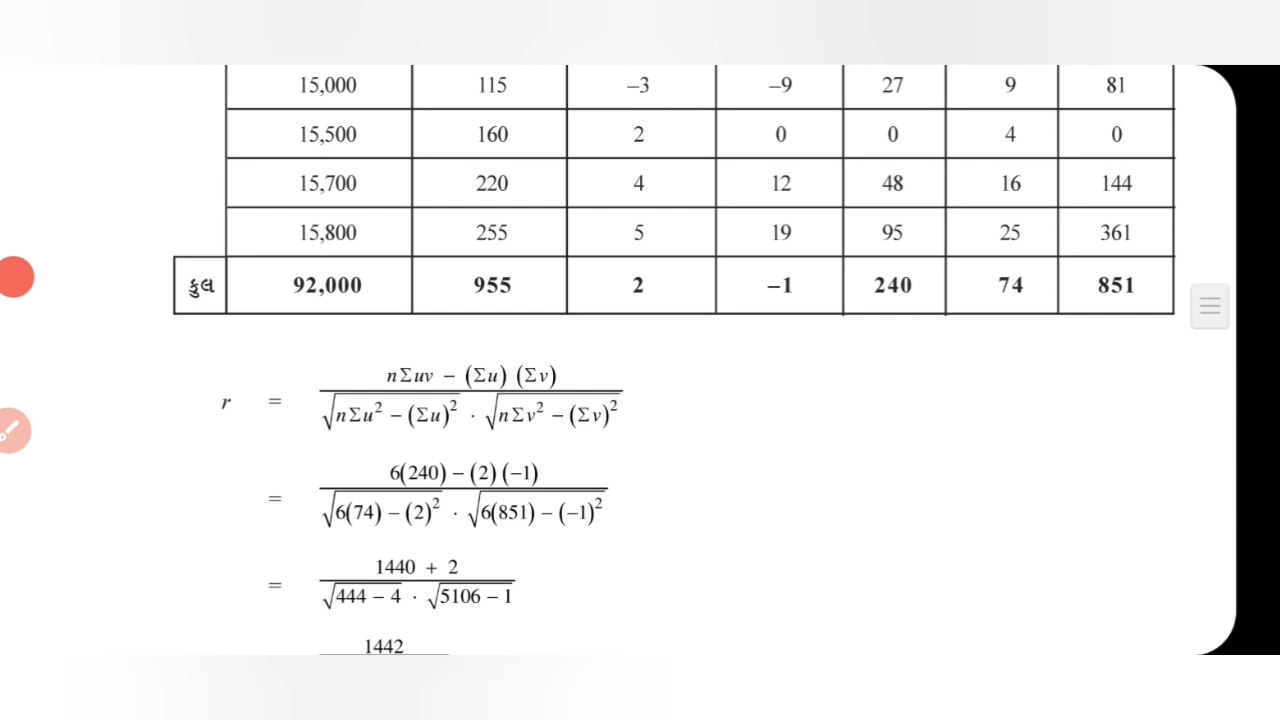 15,000 115 –3 –9 27 9 81
15,500 160 2 0 0 4 0
15,700 220 4 12 48 16 144
15,800 255 5 19 95 25 361
કુલ 92,000 955 2 –1 240 74 851
r = nΣuv – (Σu) (Σv)
√nΣu² – (Σu)² · √nΣv² – (Σv)²
= 6(240) – (2) (–1)
√6(74) – (2)² · √6(851) – (–1)²
= 1440 + 2
√444 – 4 · √5106 – 1
1442